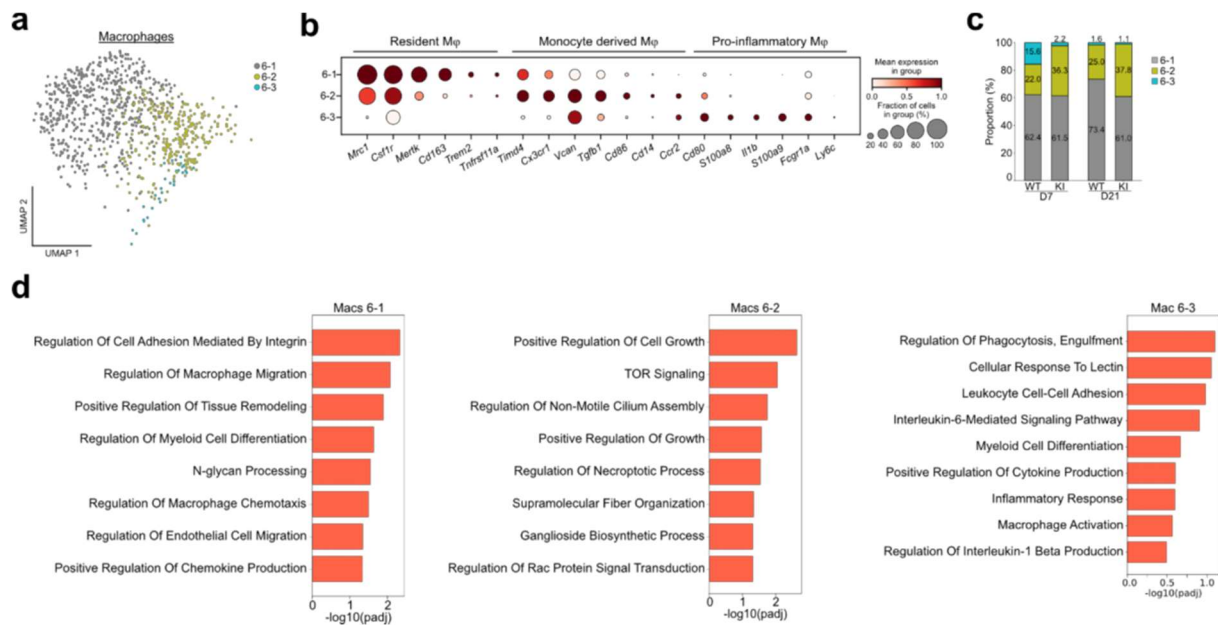 a
Macrophages
6-1
6-2
6-3
UMAP 2
UMAP 1
b
Resident Mφ
Monocyte derived Mφ
Pro-inflammatory Mφ
6-1
6-2
6-3
Mrc1 Csf1r Mertk Cd163 Trem2 Tnfrsf11a Timd4 Cx3cr1 Vcan Tgfb1 Cd86 Cd14 Ccr2 Cd80 S100a8 Il1b S100a9 Fcgr1a Ly6c
Mean expression
in group
0.0 0.5 1.0
Fraction of cells
in group (%)
20 40 60 80 100
c
Proportion (%)
100
80
60
40
20
0
2.2 1.6 1.1
15.6
22.0 36.3 25.0 37.8
62.4 61.5 73.4 61.0
WT KI WT KI
D7 D21
6-1
6-2
6-3
d
Macs 6-1
Regulation Of Cell Adhesion Mediated By Integrin
Regulation Of Macrophage Migration
Positive Regulation Of Tissue Remodeling
Regulation Of Myeloid Cell Differentiation
N-glycan Processing
Regulation Of Macrophage Chemotaxis
Regulation Of Endothelial Cell Migration
Positive Regulation Of Chemokine Production
0 1 2
-log10(padj)
Macs 6-2
Positive Regulation Of Cell Growth
TOR Signaling
Regulation Of Non-Motile Cilium Assembly
Positive Regulation Of Growth
Regulation Of Necroptotic Process
Supramolecular Fiber Organization
Ganglioside Biosynthetic Process
Regulation Of Rac Protein Signal Transduction
0 1 2
-log10(padj)
Mac 6-3
Regulation Of Phagocytosis, Engulfment
Cellular Response To Lectin
Leukocyte Cell-Cell Adhesion
Interleukin-6-Mediated Signaling Pathway
Myeloid Cell Differentiation
Positive Regulation Of Cytokine Production
Inflammatory Response
Macrophage Activation
Regulation Of Interleukin-1 Beta Production
0.0 0.5 1.0
-log10(padj)